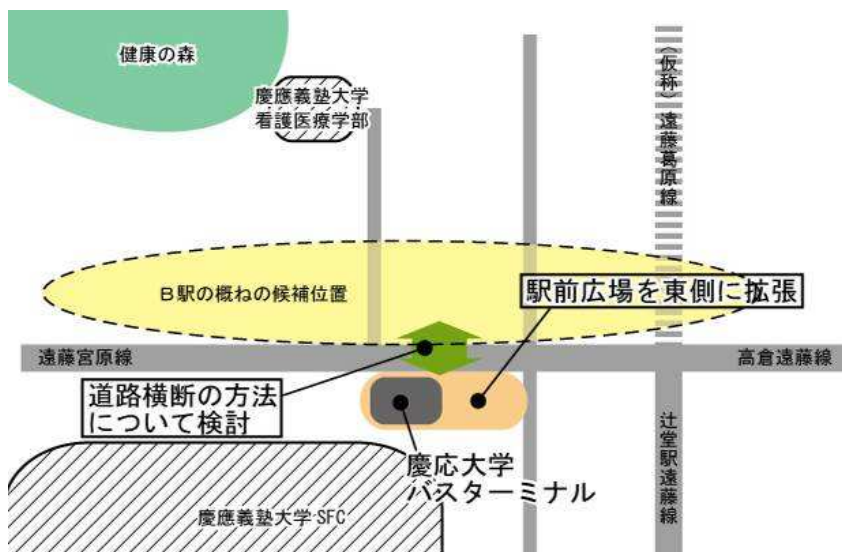 健康の森
慶應義塾大学
看護医療学部
（仮称）遠藤葛原線
B駅の概ねの候補位置
駅前広場を東側に拡張
遠藤宮原線
高倉遠藤線
道路横断の方法
について検討
慶応大学
バスターミナル
辻堂駅遠藤線
慶應義塾大学SFC